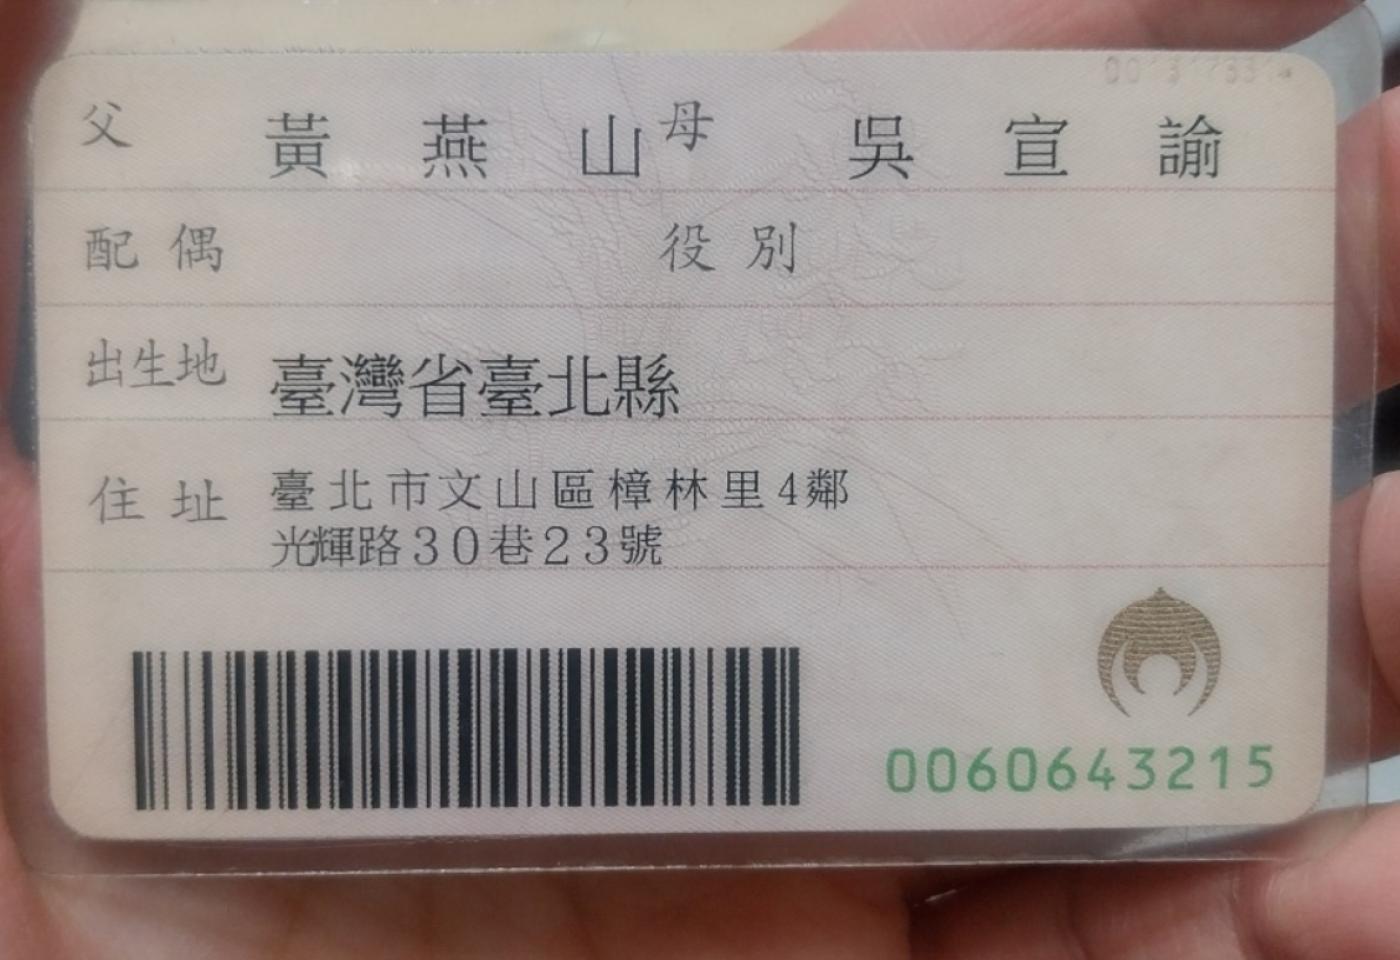 父 黃燕山 母 吳宣諭
配偶 役別
出生地 臺灣省臺北縣
住址 臺北市文山區樟林里4鄰
光輝路30巷23號
0060643215